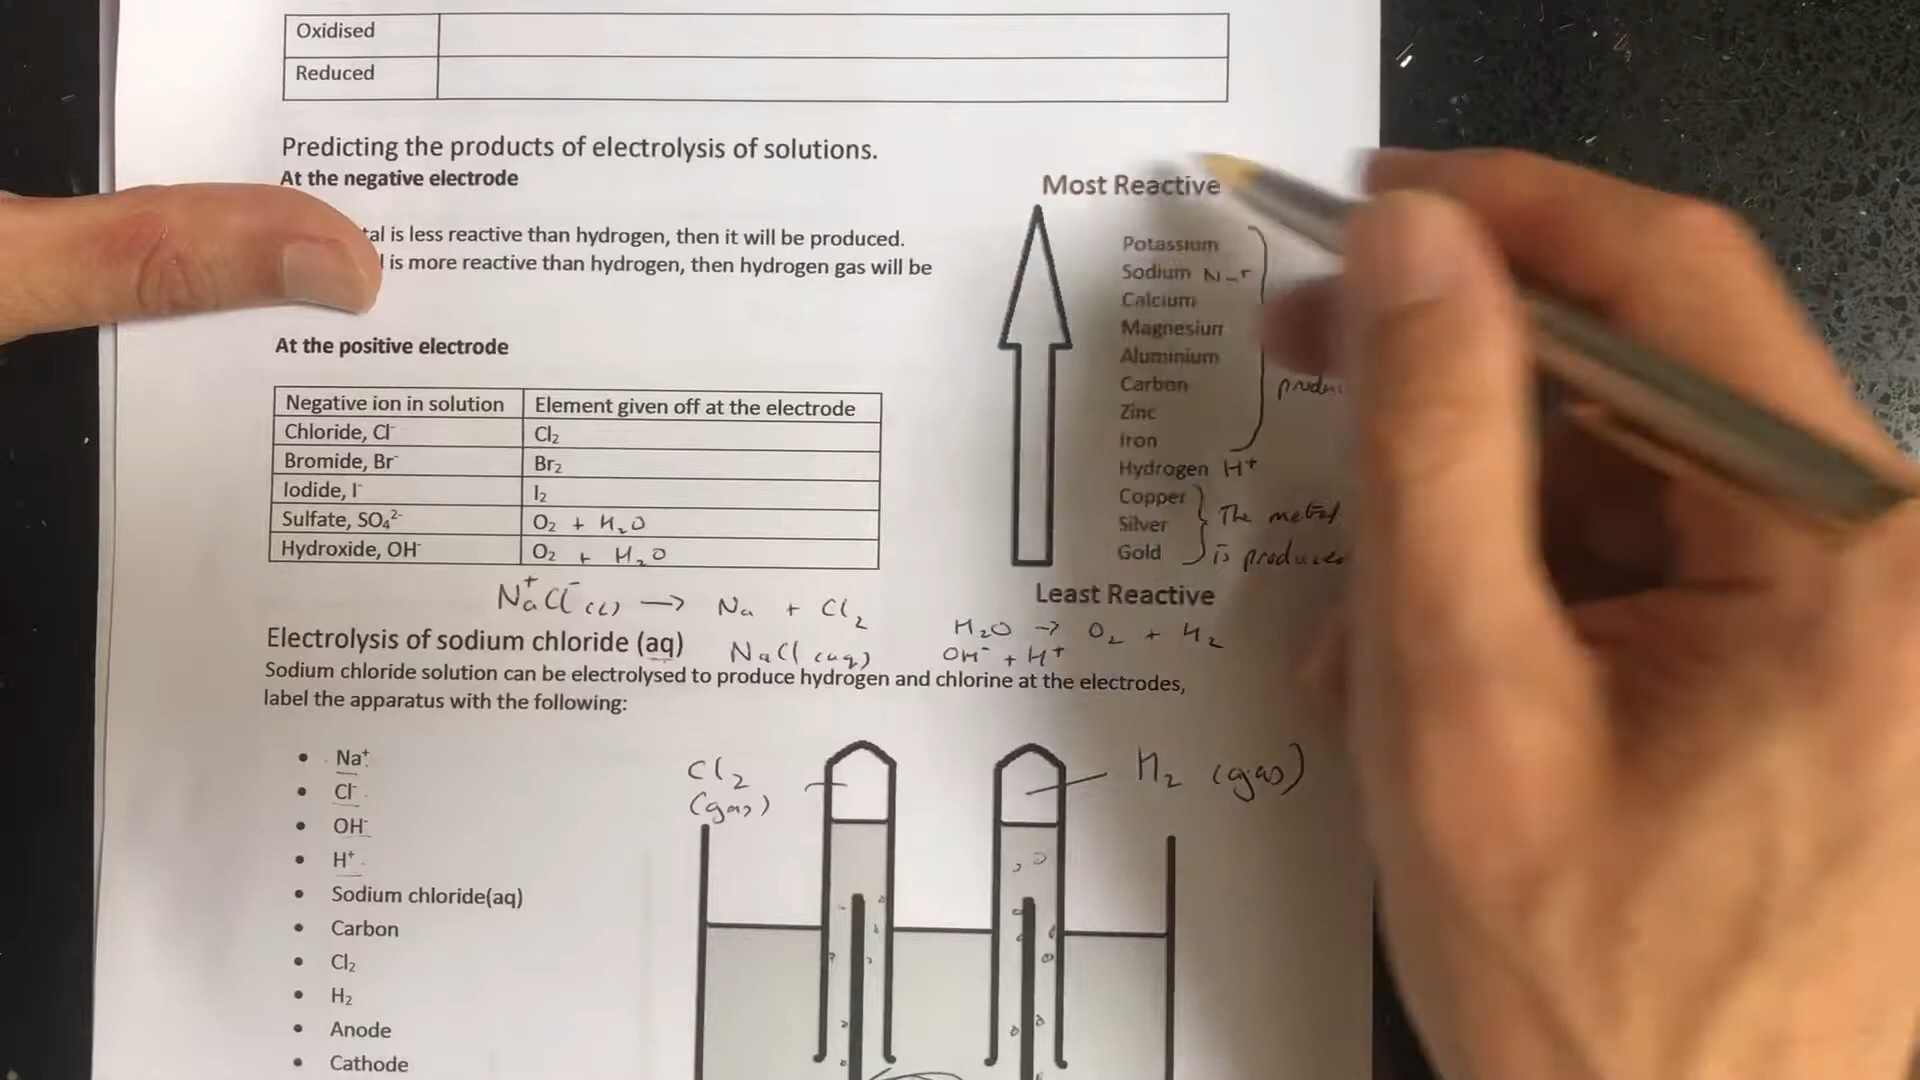 Oxidised
Reduced
Predicting the products of electrolysis of solutions.
At the negative electrode
is less reactive than hydrogen, then it will be produced.
is more reactive than hydrogen, then hydrogen gas will be
At the positive electrode
Negative ion in solution Element given off at the electrode
Chloride, Cl⁻ Cl₂
Bromide, Br⁻ Br₂
Iodide, I⁻ I₂
Sulfate, SO₄²⁻ O₂ + H₂O
Hydroxide, OH⁻ O₂ + H₂O
Most Reactive
Potassium
Sodium
Calcium
Magnesium
Aluminium
Carbon
Zinc
Iron
Hydrogen H⁺
Copper
Silver
Gold
The metal
is produced
Least Reactive
Na⁺Cl⁻(l) → Na + Cl₂
H₂O → O₂ + H₂
OH⁻ + H⁺
Electrolysis of sodium chloride (aq) NaCl (aq)
Sodium chloride solution can be electrolysed to produce hydrogen and chlorine at the electrodes,
label the apparatus with the following:
• Na⁺
• Cl⁻
• OH⁻
• H⁺
• Sodium chloride(aq)
• Carbon
• Cl₂
• H₂
• Anode
• Cathode
Cl₂
(gas)
H₂ (gas)